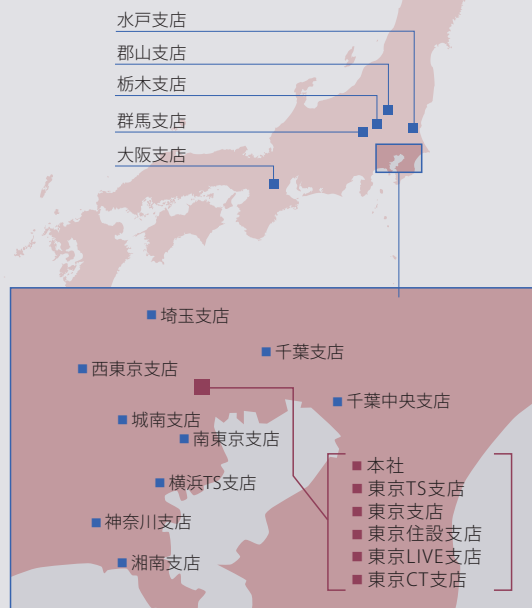 水戸支店
郡山支店
栃木支店
群馬支店
大阪支店
埼玉支店
千葉支店
西東京支店
千葉中央支店
城南支店
南東京支店
横浜TS支店
神奈川支店
湘南支店
本社
東京TS支店
東京支店
東京住設支店
東京LIVE支店
東京CT支店